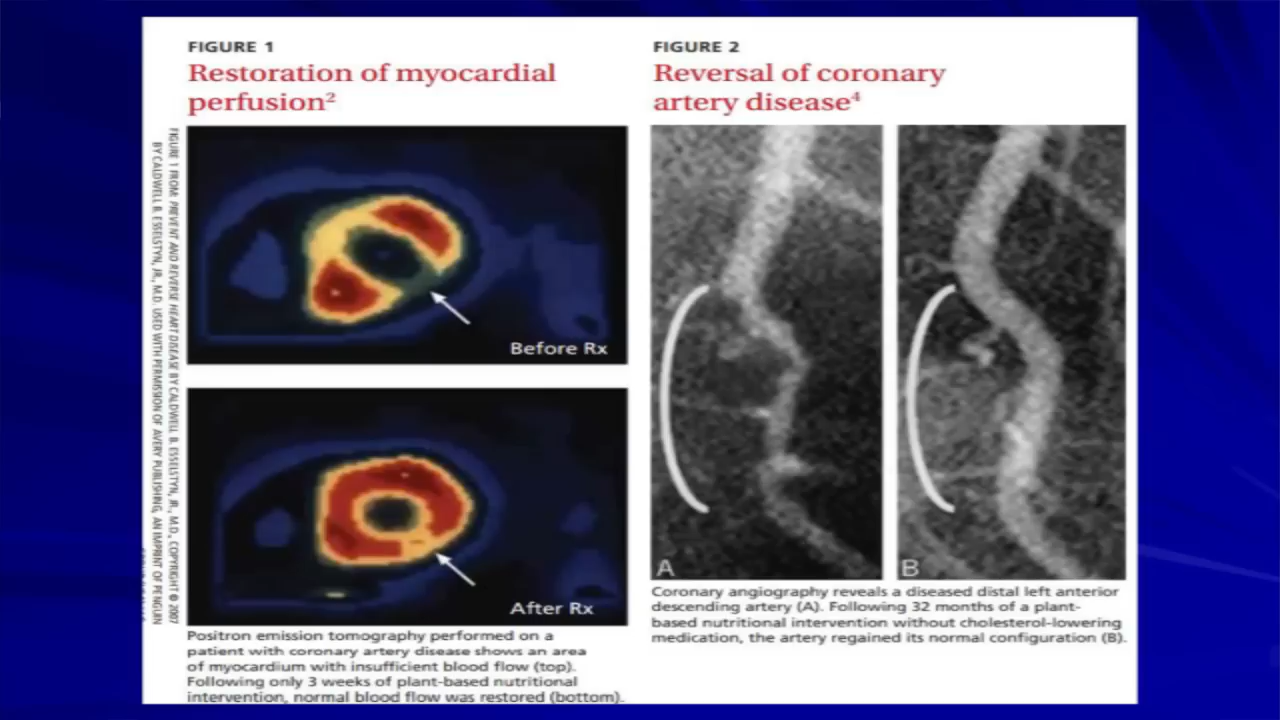 FIGURE 1
Restoration of myocardial
perfusion²
FIGURE 1 FROM: PREVENT AND REVERSE HEART DISEASE BY CALDWELL B. ESSELSTYN, JR., M.D., COPYRIGHT © 2007
BY CALDWELL B. ESSELSTYN, JR., M.D. USED WITH PERMISSION OF AVERY PUBLISHING, AN IMPRINT OF PENGUIN
Before Rx
After Rx
Positron emission tomography performed on a
patient with coronary artery disease shows an area
of myocardium with insufficient blood flow (top).
Following only 3 weeks of plant-based nutritional
intervention, normal blood flow was restored (bottom).
FIGURE 2
Reversal of coronary
artery disease⁴
A
B
Coronary angiography reveals a diseased distal left anterior
descending artery (A). Following 32 months of a plant-
based nutritional intervention without cholesterol-lowering
medication, the artery regained its normal configuration (B).